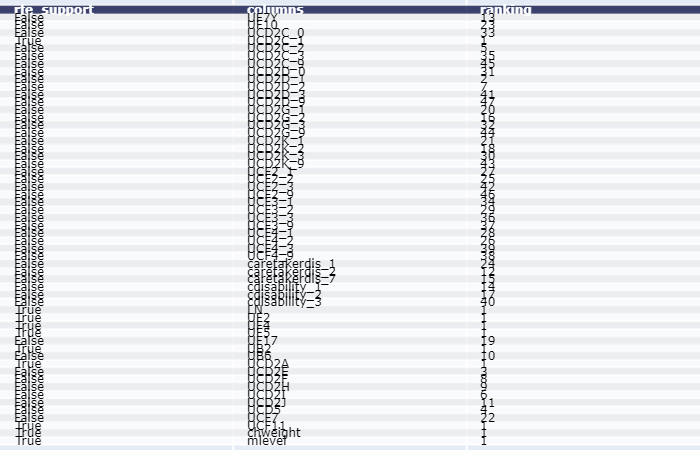 rfe_support columns ranking
False 13
False UF10 23
False UCD2C_0 33
True UCD2C_1 1
False UCD2C_2 5
False UCD2C_3 35
False UCD2C_9 45
False UCD2D_0 31
False UCD2D_1 2
False UCD2D_2 7
False UCD2D_3 41
False UCD2D_9 47
False UCD2G_1 20
False UCD2G_2 16
False UCD2G_3 32
False UCD2G_9 44
False UCD2K_1 21
False UCD2K_2 18
False UCD2K_3 30
False UCD2K_9 43
False UCF2_1 27
False UCF2_2 25
False UCF2_3 42
False UCF2_9 46
False UCF3_1 34
False UCF3_2 29
False UCF3_3 36
False UCF3_9 37
False UCF4_1 28
False UCF4_2 26
False UCF4_3 39
False UCF4_9 38
False caretakerdis_1 24
False caretakerdis_2 12
False caretakerdis_7 15
False cdisability_1 14
False cdisability_2 17
False cdisability_3 40
True LN 1
True UF2 1
True UF4 1
True UF5 1
False UF17 19
True UB2 1
False UB6 10
True UCD2A 1
False UCD2E 3
False UCD2F 8
False UCD2H 9
False UCD2I 6
False UCD2J 11
False UCD5 4
False UCF7 22
True UCF11 1
True chweight 1
True mlevel 1